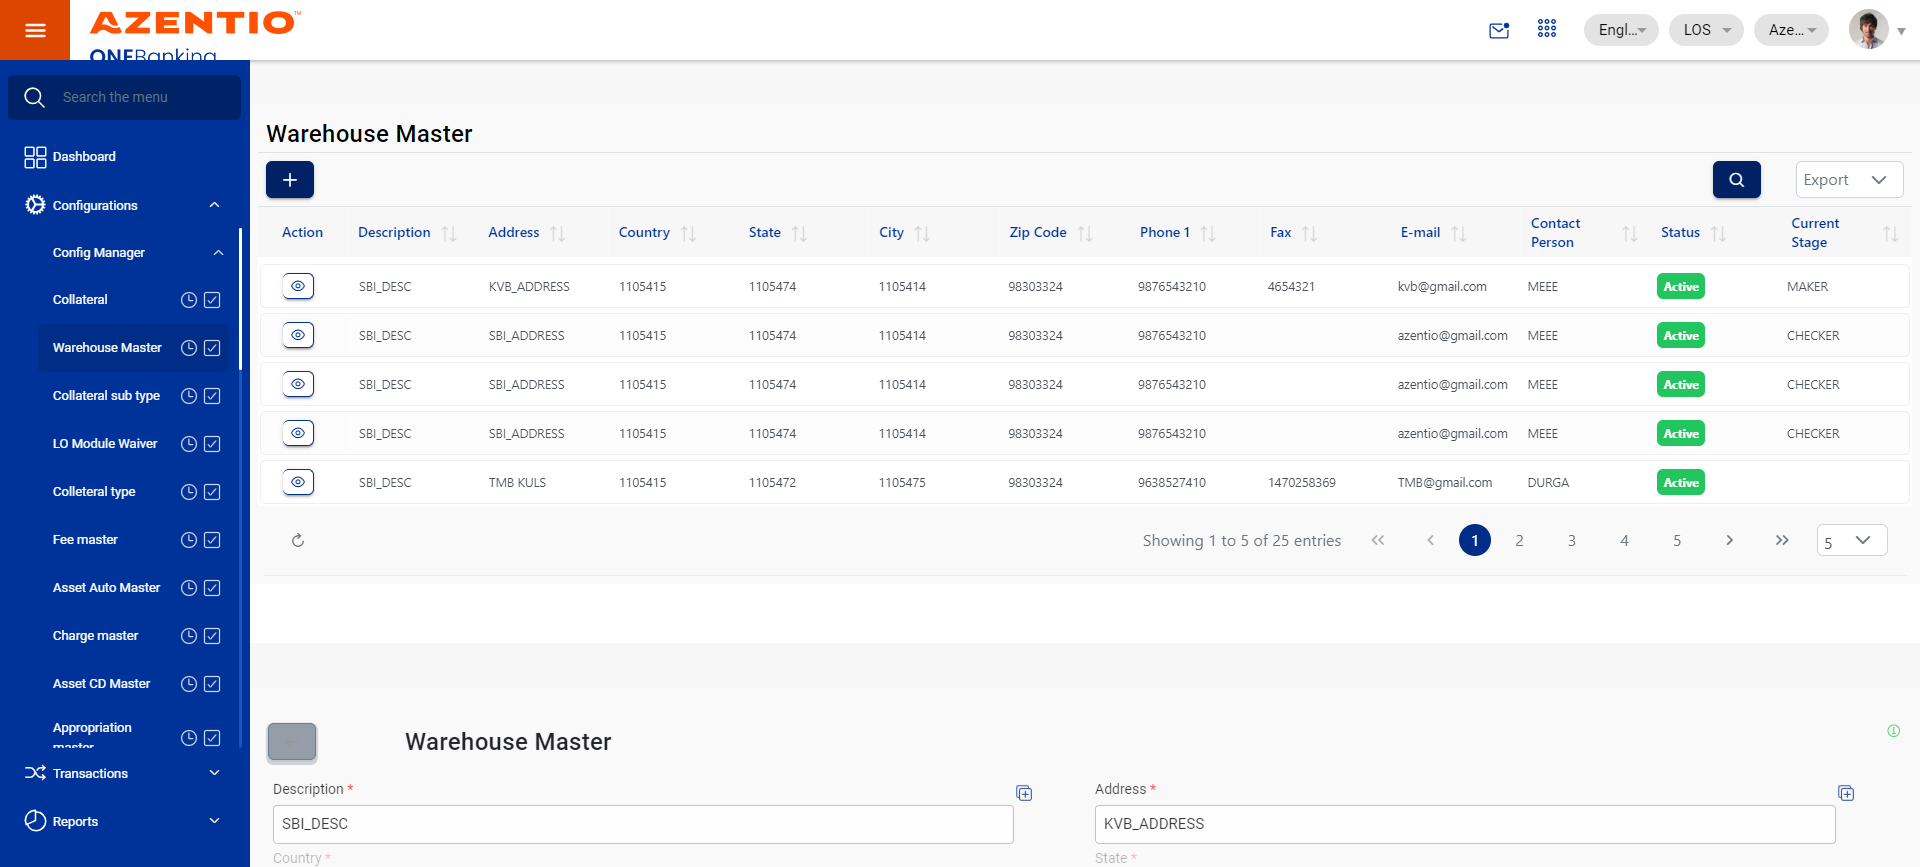 AZENTIO™
ONEBanking
Engl...
LOS
Aze...
Search the menu
Dashboard
Configurations
Config Manager
Collateral
Warehouse Master
Collateral sub type
LO Module Waiver
Colleteral type
Fee master
Asset Auto Master
Charge master
Asset CD Master
Appropriation
master
Transactions
Reports
Warehouse Master
+
Export
Action Description Address Country State City Zip Code Phone 1 Fax E-mail Contact Person Status Current Stage
SBI_DESC KVB_ADDRESS 1105415 1105474 1105414 98303324 9876543210 4654321 kvb@gmail.com MEEE Active MAKER
SBI_DESC SBI_ADDRESS 1105415 1105474 1105414 98303324 9876543210 azentio@gmail.com MEEE Active CHECKER
SBI_DESC SBI_ADDRESS 1105415 1105474 1105414 98303324 9876543210 azentio@gmail.com MEEE Active CHECKER
SBI_DESC SBI_ADDRESS 1105415 1105474 1105414 98303324 9876543210 azentio@gmail.com MEEE Active CHECKER
SBI_DESC TMB KULS 1105415 1105472 1105475 98303324 9638527410 1470258369 TMB@gmail.com DURGA Active
Showing 1 to 5 of 25 entries « ‹ 1 2 3 4 5 › » 5
Warehouse Master
Description * Address *
SBI_DESC KVB_ADDRESS
Country * State *